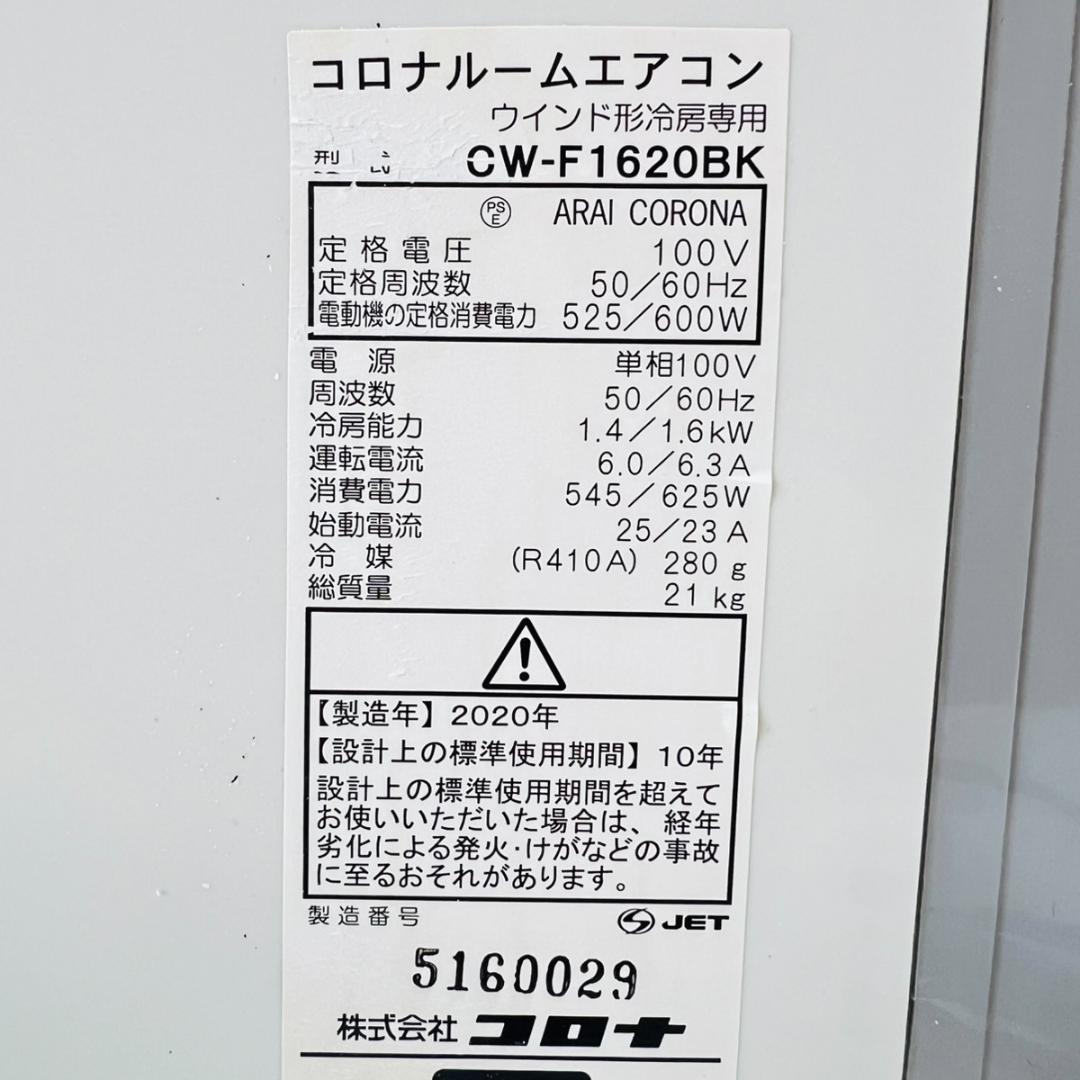 コロナルームエアコン
ウインド形冷房専用
型式 CW-F1620BK
PS E ARAI CORONA
定格電圧 100V
定格周波数 50/60Hz
電動機の定格消費電力 525/600W
電源 単相100V
周波数 50/60Hz
冷房能力 1.4/1.6kW
運転電流 6.0/6.3A
消費電力 545/625W
始動電流 25/23A
冷媒 (R410A) 280g
総質量 21kg
【製造年】2020年
【設計上の標準使用期間】10年
設計上の標準使用期間を超えて
お使いいただいた場合は、経年
劣化による発火・けがなどの事故
に至るおそれがあります。
製造番号 JET
5160029
株式会社 コロナ